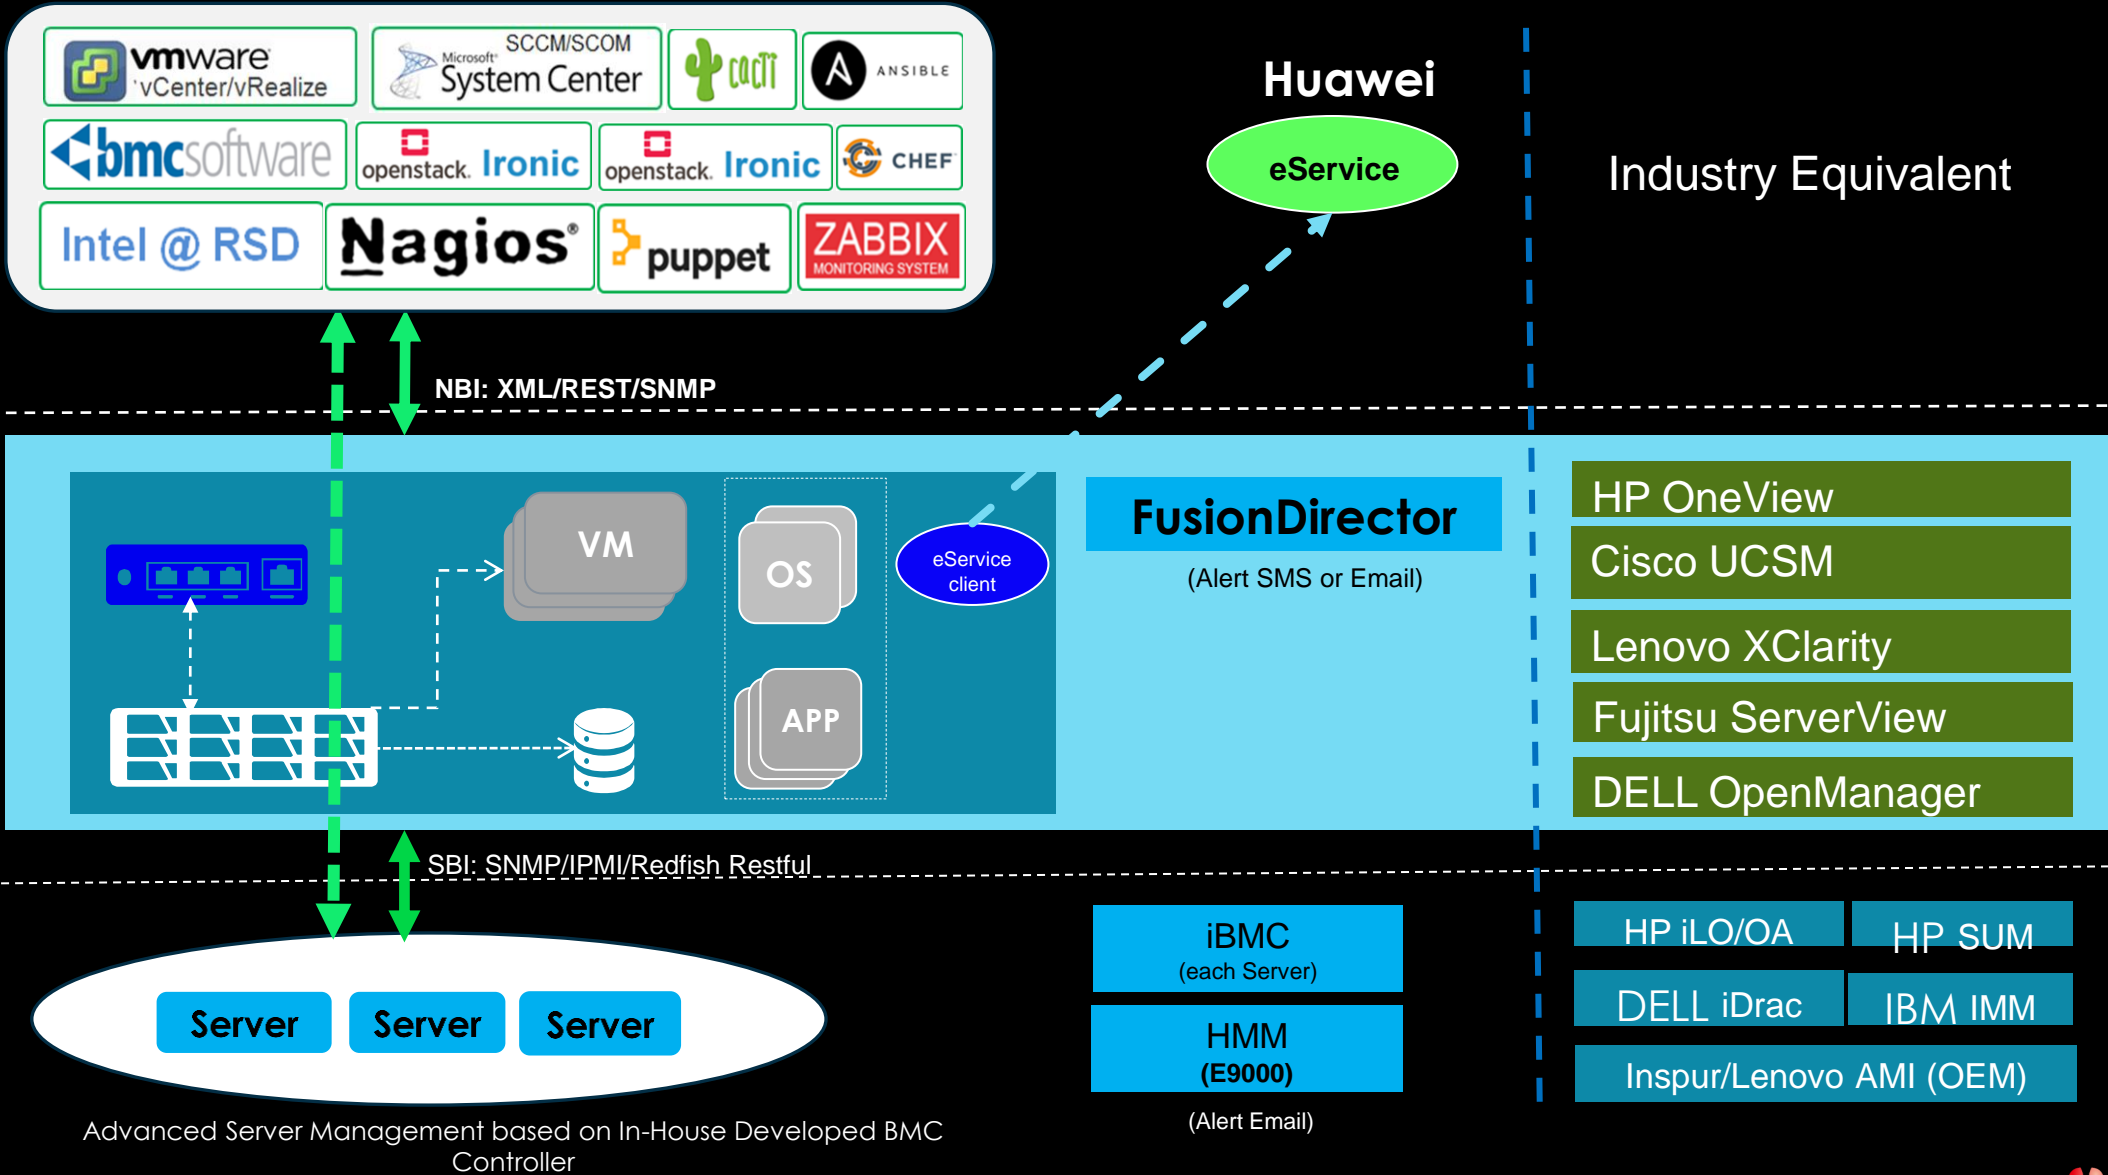 vmware
vCenter/vRealize
SCCM/SCOM
Microsoft
System Center
cacti
A ANSIBLE
bmcsoftware
openstack. Ironic
openstack. Ironic
CHEF
Intel @ RSD
Nagios®
puppet
ZABBIX
MONITORING SYSTEM
Huawei
eService
Industry Equivalent
NBI: XML/REST/SNMP
VM
OS
APP
eService
client
FusionDirector
(Alert SMS or Email)
HP OneView
Cisco UCSM
Lenovo XClarity
Fujitsu ServerView
DELL OpenManager
SBI: SNMP/IPMI/Redfish Restful
Server
Server
Server
Advanced Server Management based on In-House Developed BMC
Controller
iBMC
(each Server)
HMM
(E9000)
(Alert Email)
HP iLO/OA
HP SUM
DELL iDrac
IBM IMM
Inspur/Lenovo AMI (OEM)